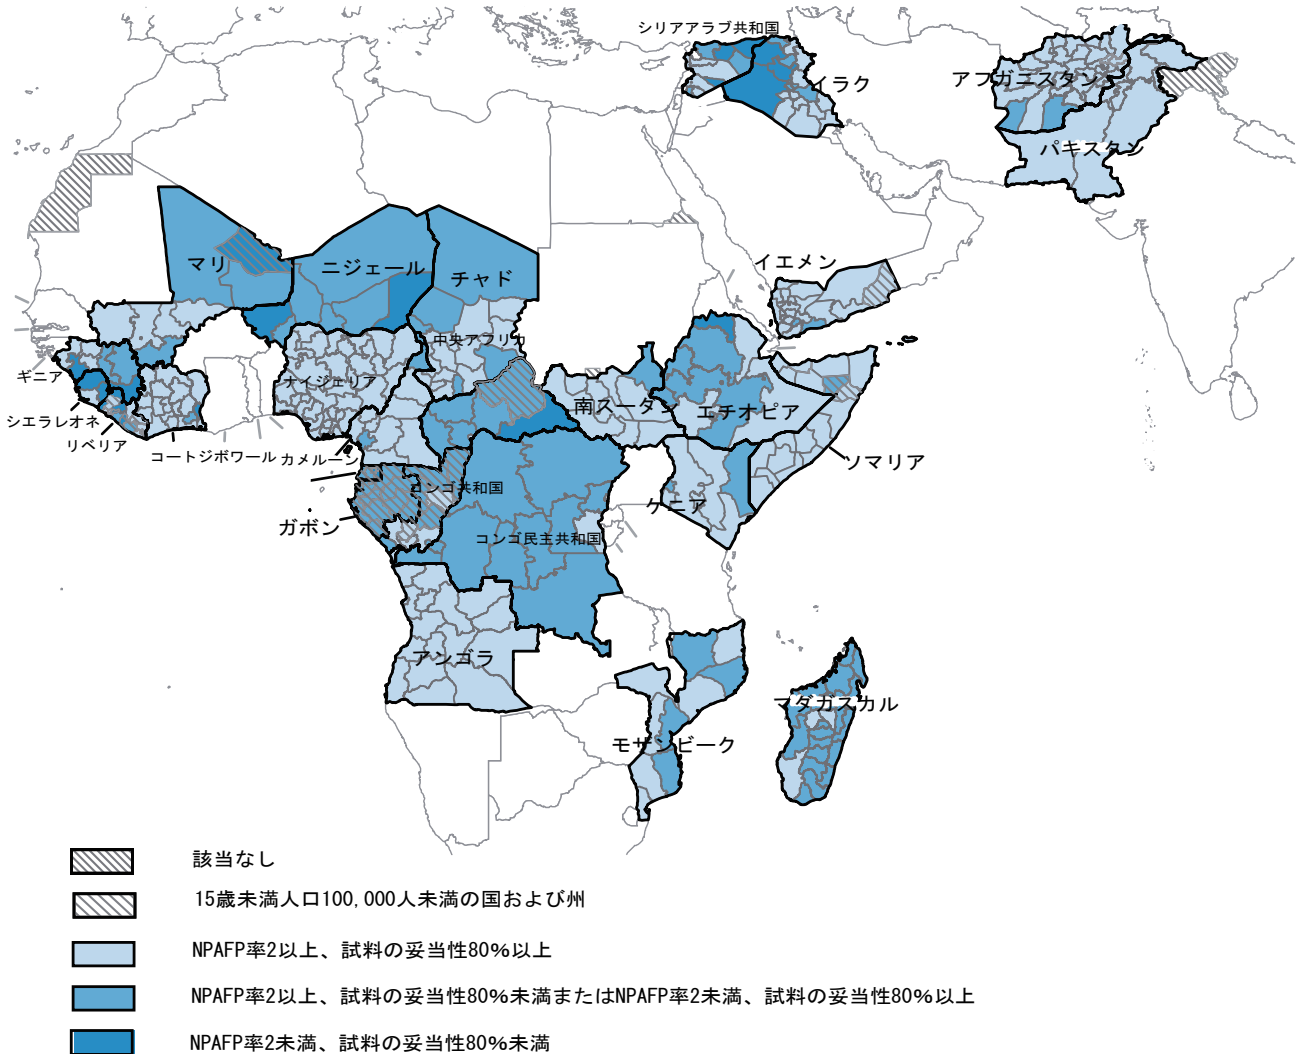 シリアアラブ共和国
イラク
アフガニスタン
パキスタン
イエメン
マリ
ニジェール
チャド
中央アフリカ
ギニア
ナイジェリア
シエラレオネ
リベリア
コートジボワール
カメルーン
南スーダン
エチオピア
ソマリア
コンゴ共和国
ケニア
ガボン
コンゴ民主共和国
アンゴラ
マダガスカル
モザンビーク
該当なし
15歳未満人口100,000人未満の国および州
NPAFP率2以上、試料の妥当性80%以上
NPAFP率2以上、試料の妥当性80%未満またはNPAFP率2未満、試料の妥当性80%以上
NPAFP率2未満、試料の妥当性80%未満